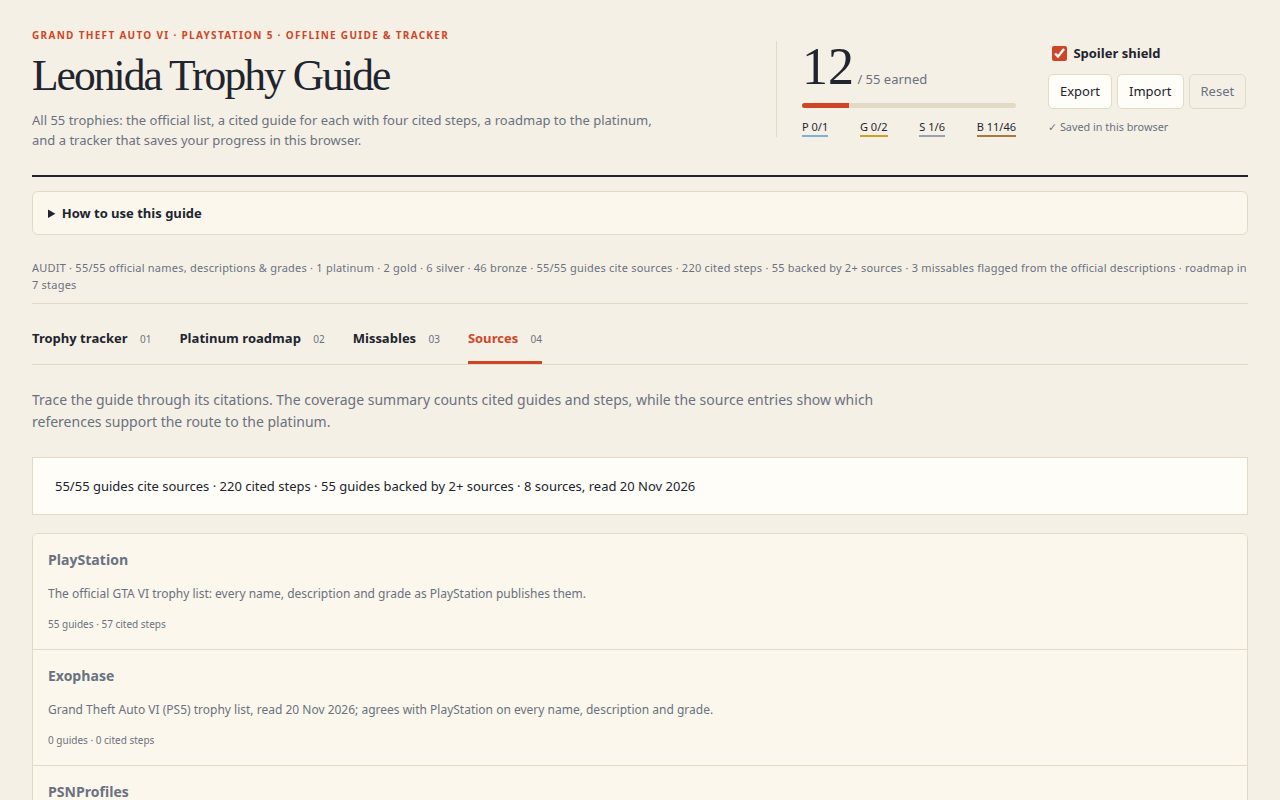 GRAND THEFT AUTO VI · PLAYSTATION 5 · OFFLINE GUIDE & TRACKER
Leonida Trophy Guide
All 55 trophies: the official list, a cited guide for each with four cited steps, a roadmap to the platinum,
and a tracker that saves your progress in this browser.
12 / 55 earned
P 0/1 G 0/2 S 1/6 B 11/46
Spoiler shield
Export Import Reset
✓ Saved in this browser
▶ How to use this guide
AUDIT · 55/55 official names, descriptions & grades · 1 platinum · 2 gold · 6 silver · 46 bronze · 55/55 guides cite sources · 220 cited steps · 55 backed by 2+ sources · 3 missables flagged from the official descriptions · roadmap in
7 stages
Trophy tracker 01 Platinum roadmap 02 Missables 03 Sources 04
Trace the guide through its citations. The coverage summary counts cited guides and steps, while the source entries show which
references support the route to the platinum.
55/55 guides cite sources · 220 cited steps · 55 guides backed by 2+ sources · 8 sources, read 20 Nov 2026
PlayStation
The official GTA VI trophy list: every name, description and grade as PlayStation publishes them.
55 guides · 57 cited steps
Exophase
Grand Theft Auto VI (PS5) trophy list, read 20 Nov 2026; agrees with PlayStation on every name, description and grade.
0 guides · 0 cited steps
PSNProfiles